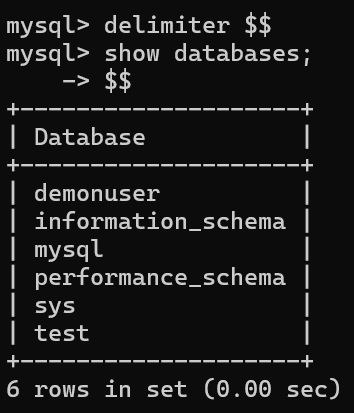 mysql> delimiter $$
mysql> show databases;
    -> $$
+--------------------+
| Database           |
+--------------------+
| demonuser          |
| information_schema |
| mysql              |
| performance_schema |
| sys                |
| test               |
+--------------------+
6 rows in set (0.00 sec)